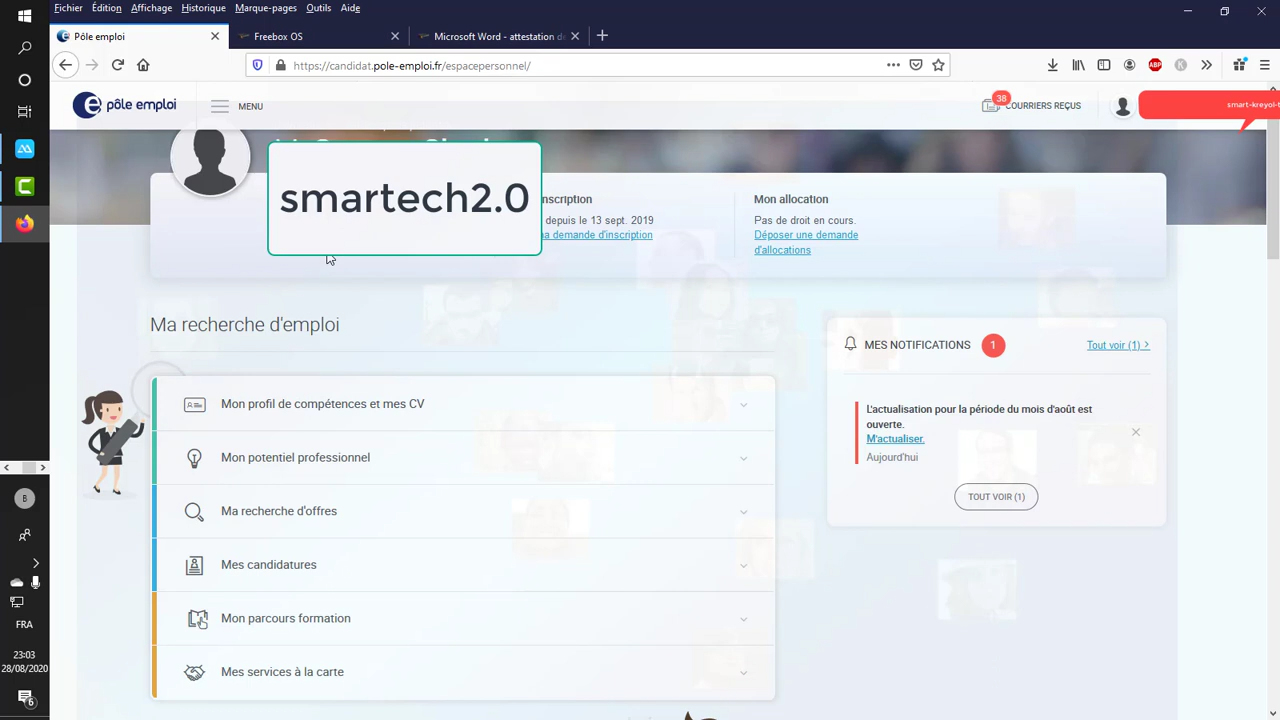 Fichier Édition Affichage Historique Marque-pages Outils Aide
Pôle emploi
Freebox OS
Microsoft Word - attestation de
https://candidat.pole-emploi.fr/espacepersonnel/
ABP
pôle emploi
MENU
38
COURRIERS REÇUS
smart-kreyol-t
smartech2.0
nscription
depuis le 13 sept. 2019
demande d'inscription
Mon allocation
Pas de droit en cours.
Déposer une demande
d'allocations
Ma recherche d'emploi
Mon profil de compétences et mes CV
Mon potentiel professionnel
Ma recherche d'offres
Mes candidatures
Mon parcours formation
Mes services à la carte
MES NOTIFICATIONS 1
Tout voir (1) >
L'actualisation pour la période du mois d'août est
ouverte.
M'actualiser.
Aujourd'hui
TOUT VOIR (1)
B
FRA
23:03
28/08/2020
6